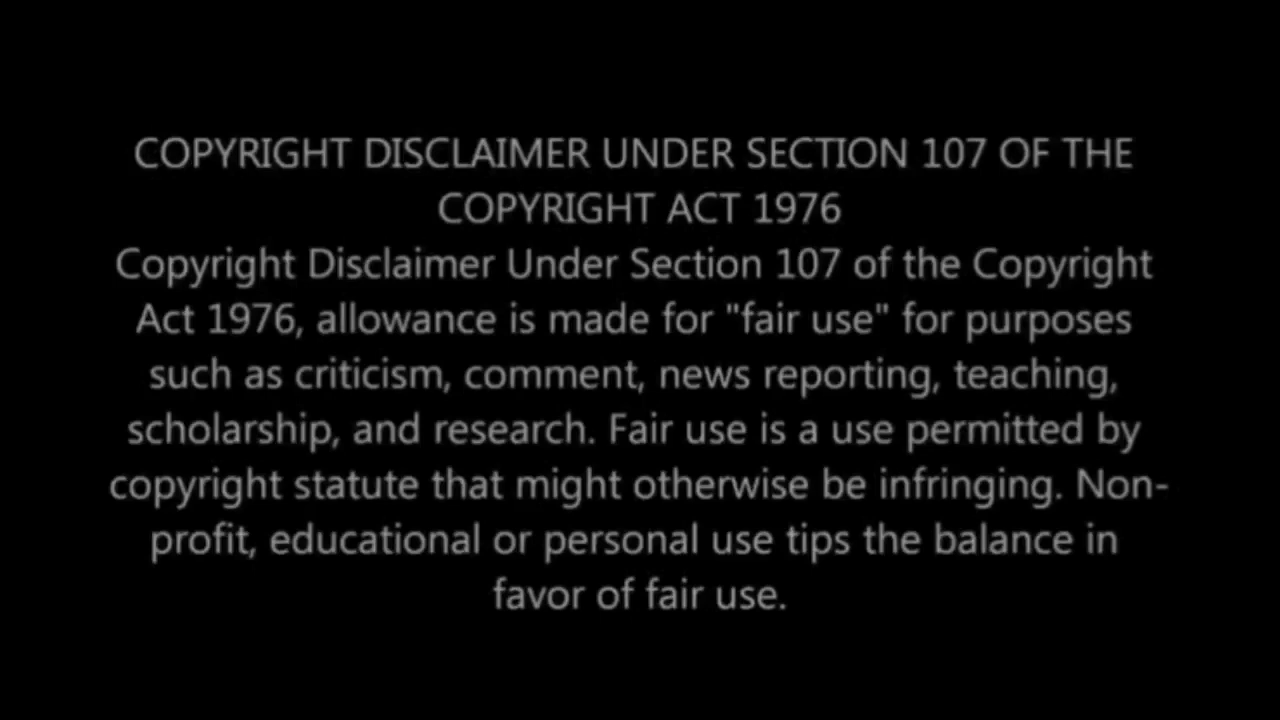 COPYRIGHT DISCLAIMER UNDER SECTION 107 OF THE
COPYRIGHT ACT 1976
Copyright Disclaimer Under Section 107 of the Copyright
Act 1976, allowance is made for "fair use" for purposes
such as criticism, comment, news reporting, teaching,
scholarship, and research. Fair use is a use permitted by
copyright statute that might otherwise be infringing. Non-
profit, educational or personal use tips the balance in
favor of fair use.